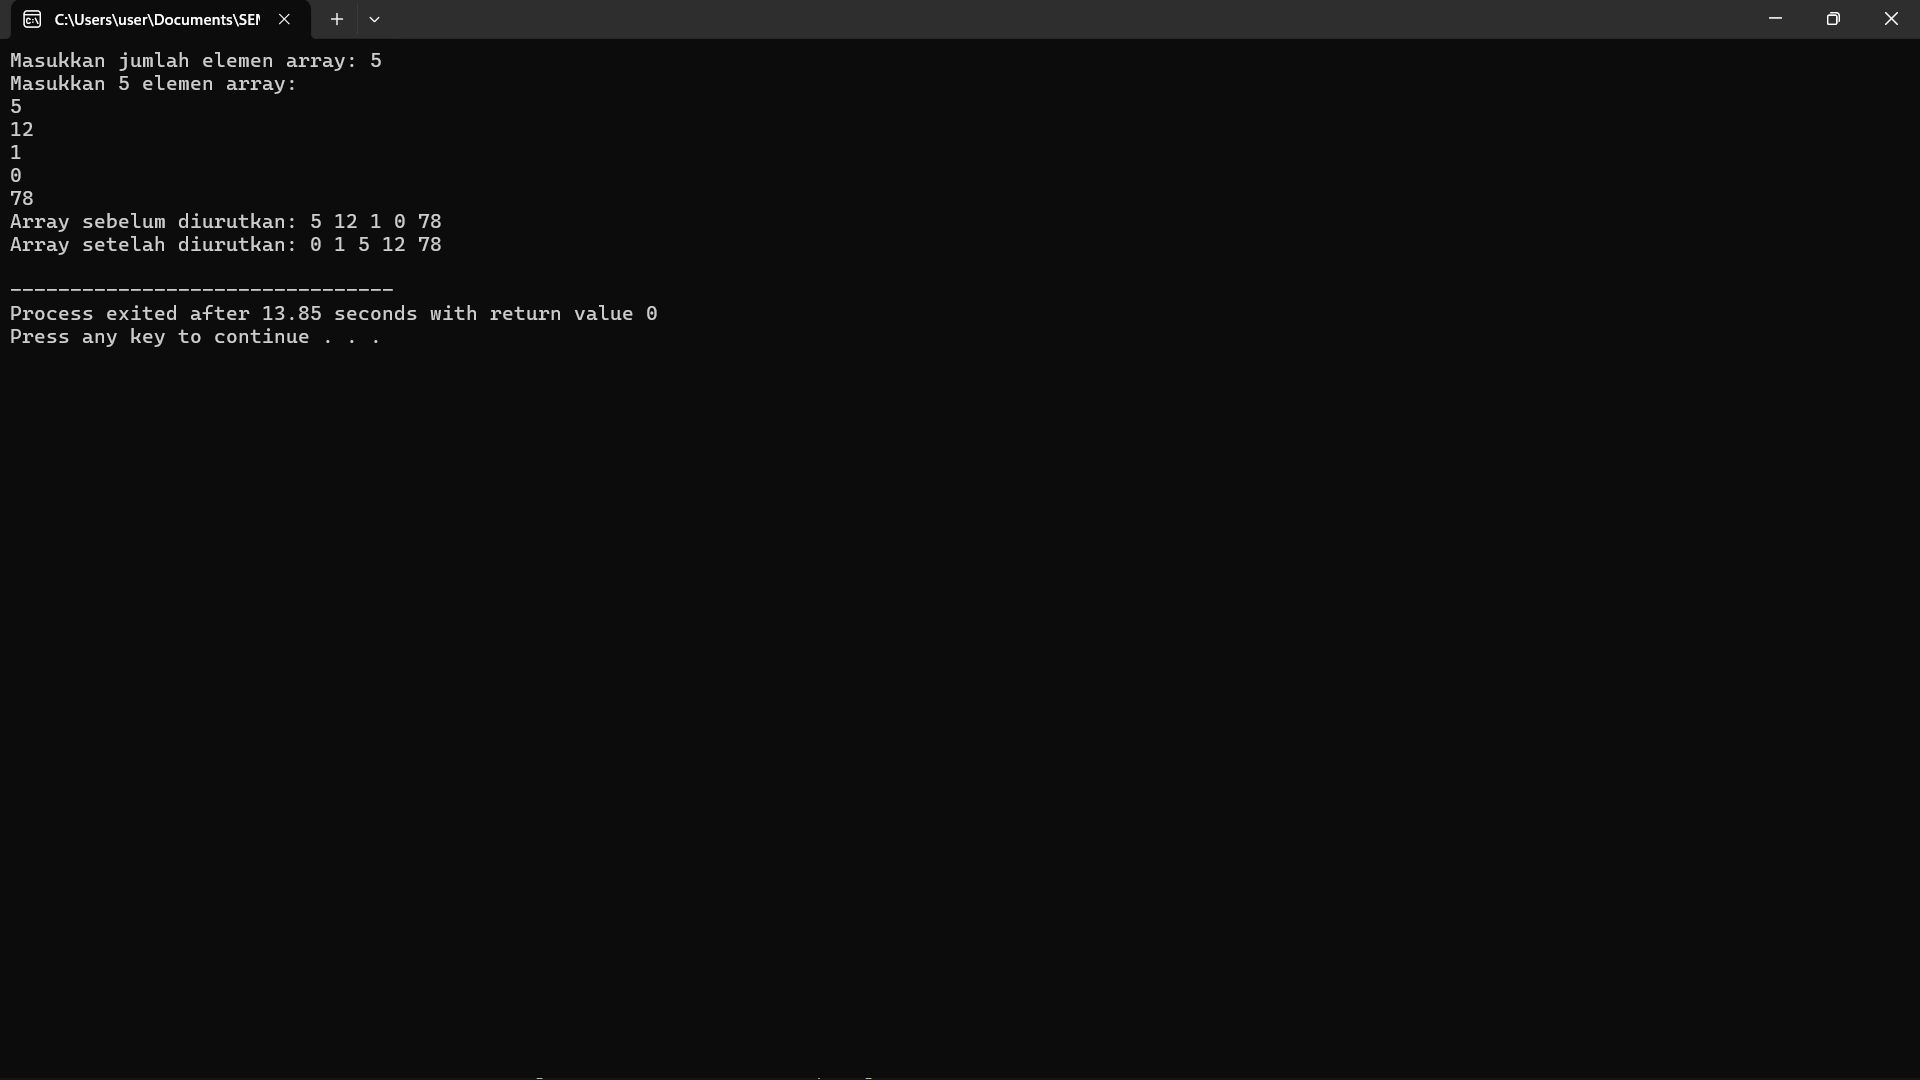 C:\Users\user\Documents\SEM
Masukkan jumlah elemen array: 5
Masukkan 5 elemen array:
5
12
1
0
78
Array sebelum diurutkan: 5 12 1 0 78
Array setelah diurutkan: 0 1 5 12 78
--------------------------------
Process exited after 13.85 seconds with return value 0
Press any key to continue . . .